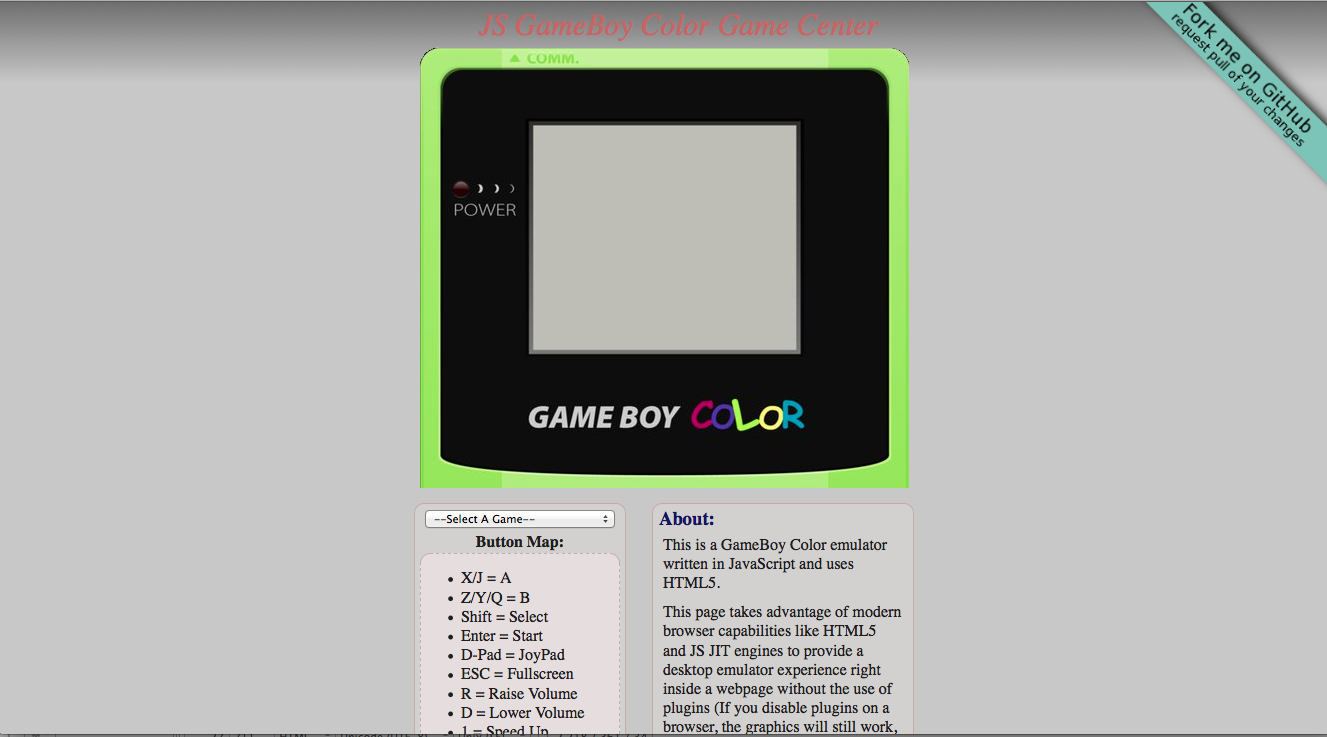 JS GameBoy Color Game Center
Fork me on GitHub
request pull of your changes
COMM.
POWER
GAME BOY COLOR
--Select A Game--
Button Map:
X/J = A
Z/Y/Q = B
Shift = Select
Enter = Start
D-Pad = JoyPad
ESC = Fullscreen
R = Raise Volume
D = Lower Volume
1 = Speed Up
About:
This is a GameBoy Color emulator
written in JavaScript and uses
HTML5.
This page takes advantage of modern
browser capabilities like HTML5
and JS JIT engines to provide a
desktop emulator experience right
inside a webpage without the use of
plugins (If you disable plugins on a
browser, the graphics will still work,